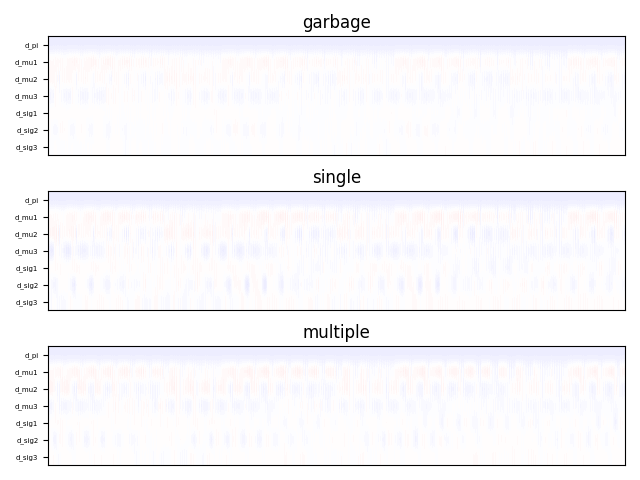 garbage
d_pi
d_mu1
d_mu2
d_mu3
d_sig1
d_sig2
d_sig3
single
d_pi
d_mu1
d_mu2
d_mu3
d_sig1
d_sig2
d_sig3
multiple
d_pi
d_mu1
d_mu2
d_mu3
d_sig1
d_sig2
d_sig3